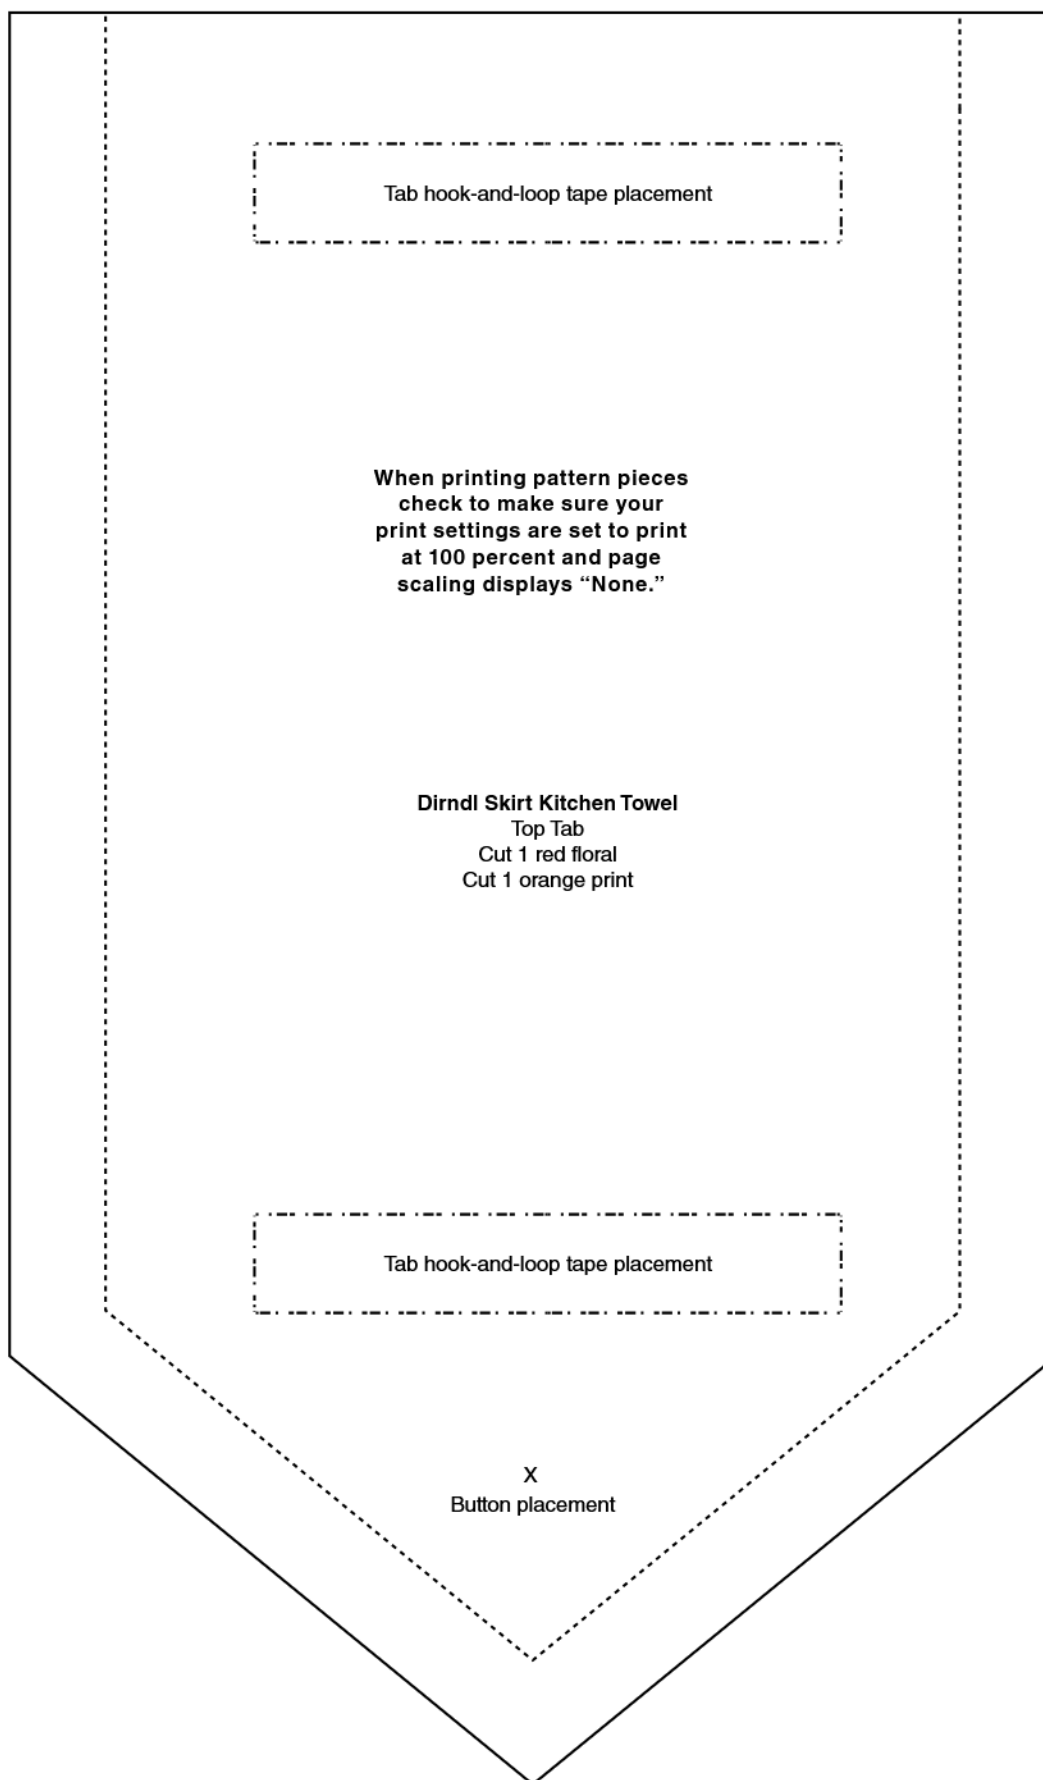 Tab hook-and-loop tape placement
When printing pattern pieces
check to make sure your
print settings are set to print
at 100 percent and page
scaling displays “None.”
Dirndl Skirt Kitchen Towel
Top Tab
Cut 1 red floral
Cut 1 orange print
Tab hook-and-loop tape placement
X
Button placement